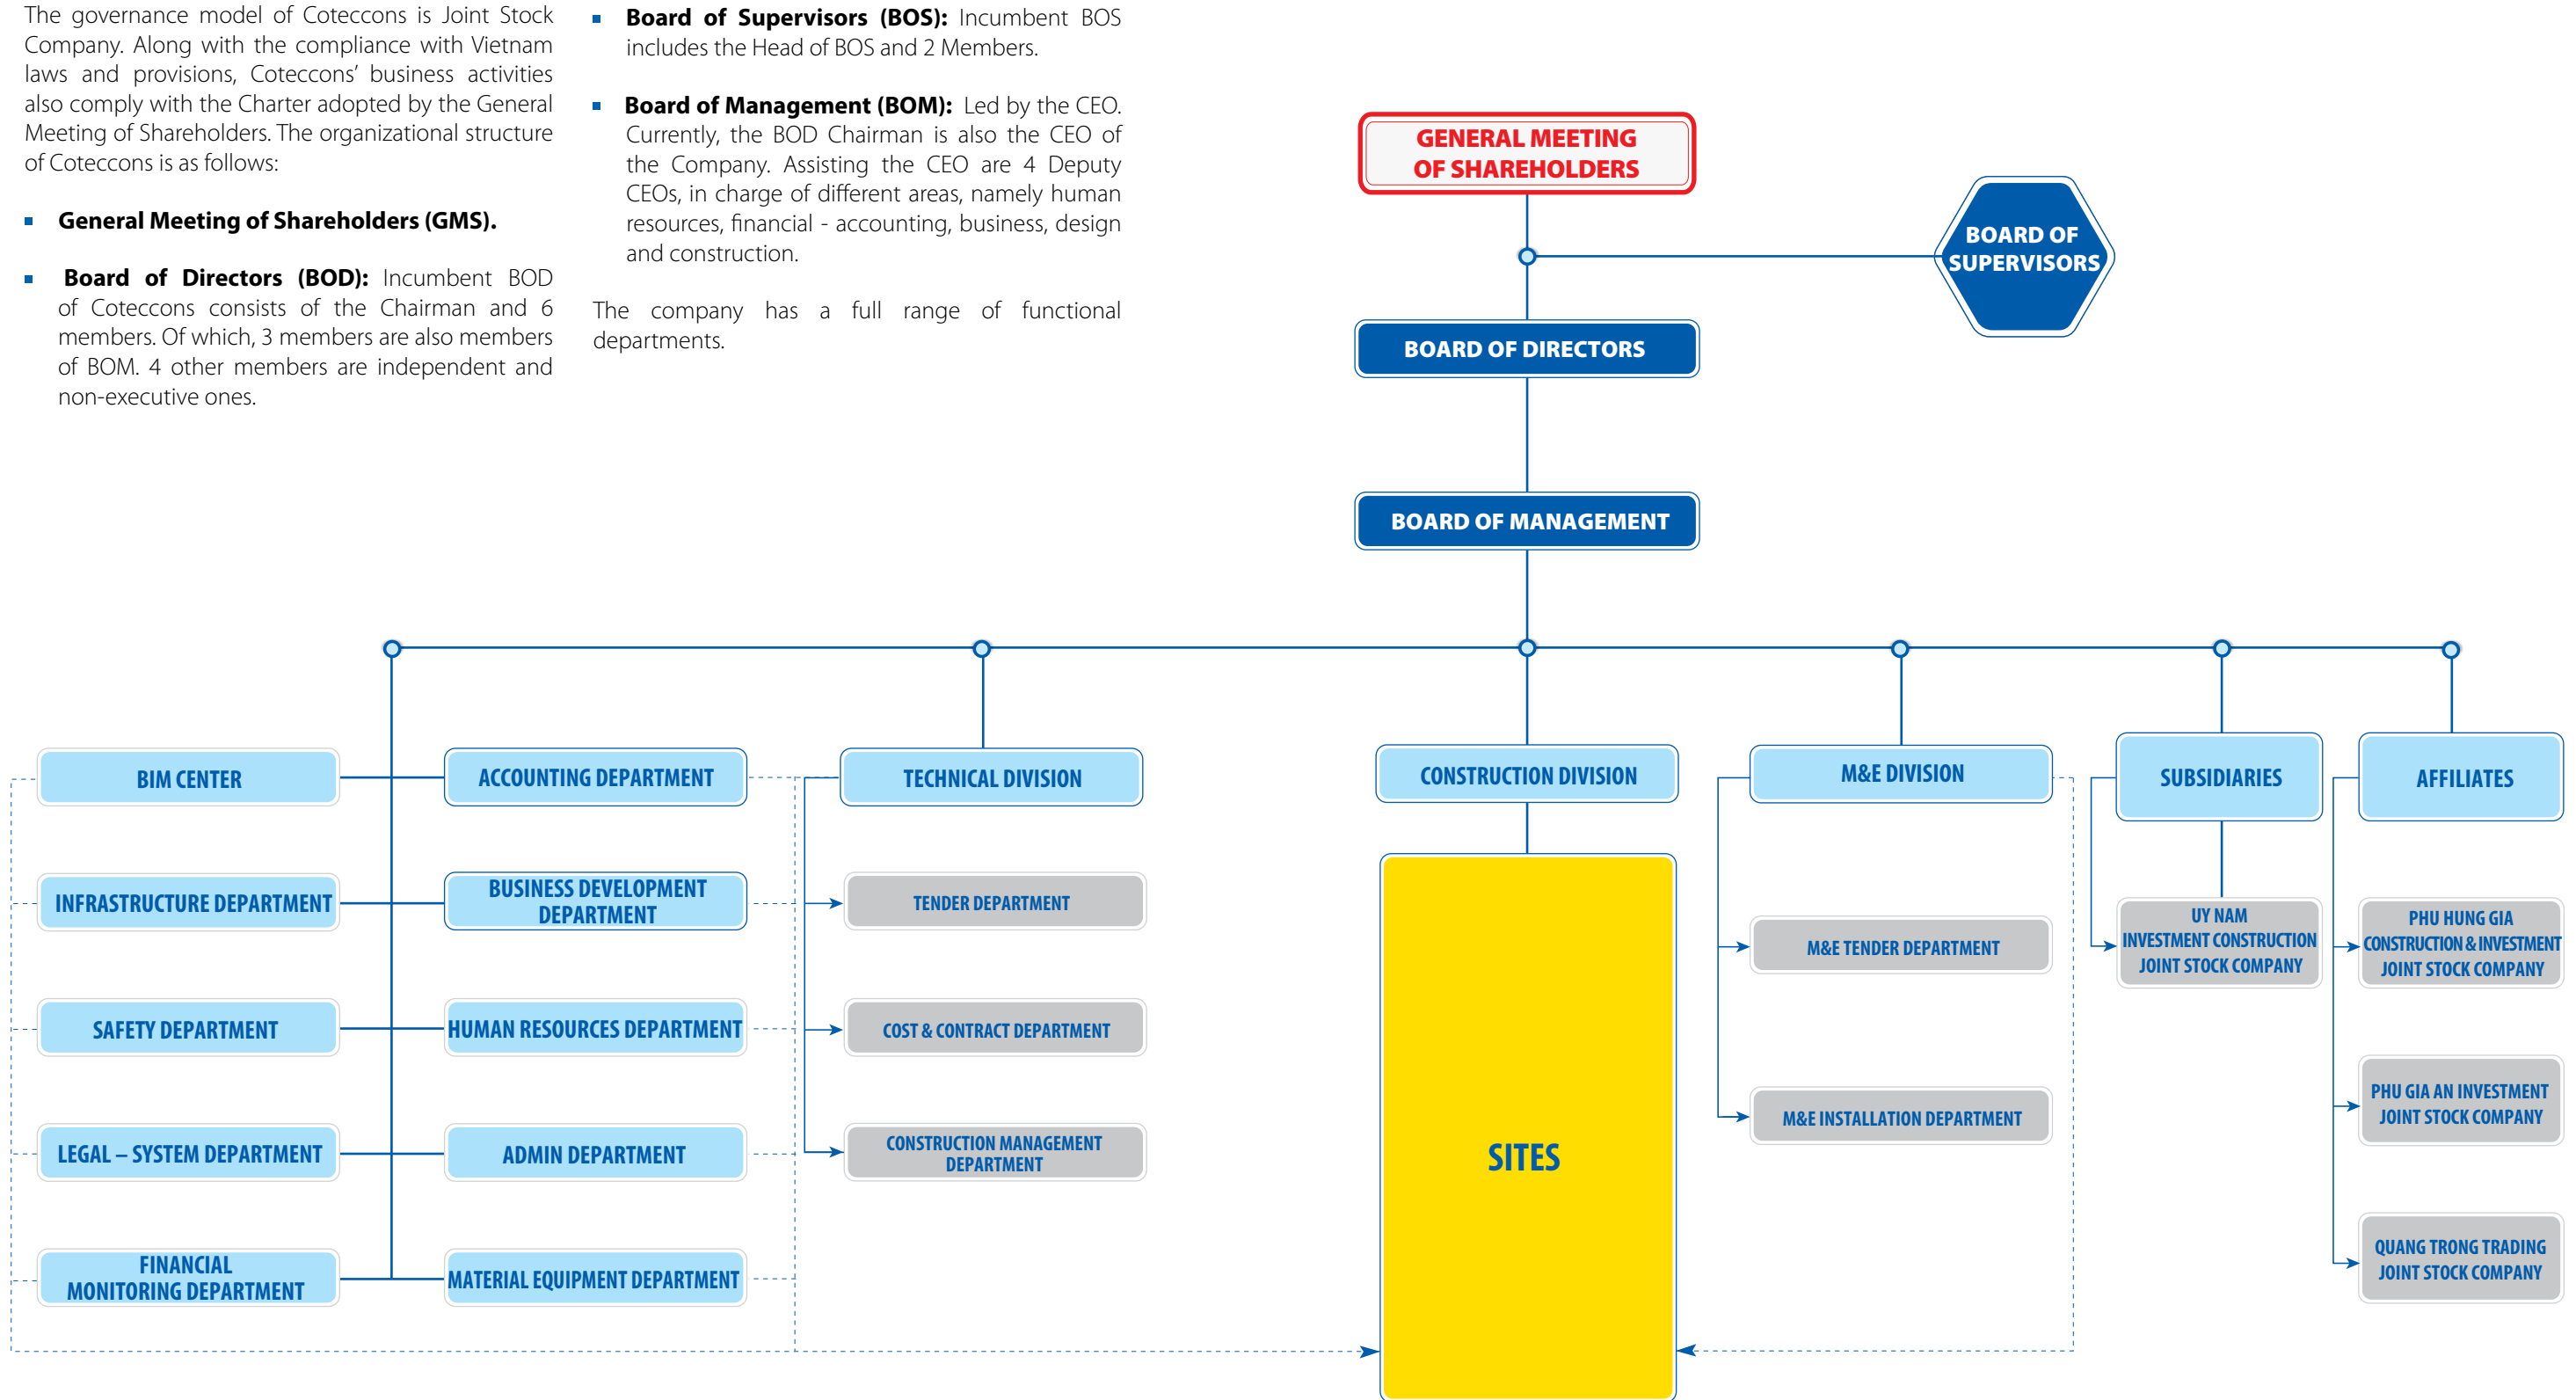 The governance model of Coteccons is Joint Stock
Company. Along with the compliance with Vietnam
laws and provisions, Coteccons’ business activities
also comply with the Charter adopted by the General
Meeting of Shareholders. The organizational structure
of Coteccons is as follows:
General Meeting of Shareholders (GMS).
Board of Directors (BOD): Incumbent BOD
of Coteccons consists of the Chairman and 6
members. Of which, 3 members are also members
of BOM. 4 other members are independent and
non-executive ones.
Board of Supervisors (BOS): Incumbent BOS
includes the Head of BOS and 2 Members.
Board of Management (BOM): Led by the CEO.
Currently, the BOD Chairman is also the CEO of
the Company. Assisting the CEO are 4 Deputy
CEOs, in charge of different areas, namely human
resources, financial - accounting, business, design
and construction.
The company has a full range of functional
departments.
GENERAL MEETING
OF SHAREHOLDERS
BOARD OF
SUPERVISORS
BOARD OF DIRECTORS
BOARD OF MANAGEMENT
BIM CENTER
INFRASTRUCTURE DEPARTMENT
SAFETY DEPARTMENT
LEGAL – SYSTEM DEPARTMENT
FINANCIAL
MONITORING DEPARTMENT
ACCOUNTING DEPARTMENT
BUSINESS DEVELOPMENT
DEPARTMENT
HUMAN RESOURCES DEPARTMENT
ADMIN DEPARTMENT
MATERIAL EQUIPMENT DEPARTMENT
TECHNICAL DIVISION
TENDER DEPARTMENT
COST & CONTRACT DEPARTMENT
CONSTRUCTION MANAGEMENT
DEPARTMENT
CONSTRUCTION DIVISION
SITES
M&E DIVISION
M&E TENDER DEPARTMENT
M&E INSTALLATION DEPARTMENT
SUBSIDIARIES
UY NAM
INVESTMENT CONSTRUCTION
JOINT STOCK COMPANY
AFFILIATES
PHU HUNG GIA
CONSTRUCTION & INVESTMENT
JOINT STOCK COMPANY
PHU GIA AN INVESTMENT
JOINT STOCK COMPANY
QUANG TRONG TRADING
JOINT STOCK COMPANY